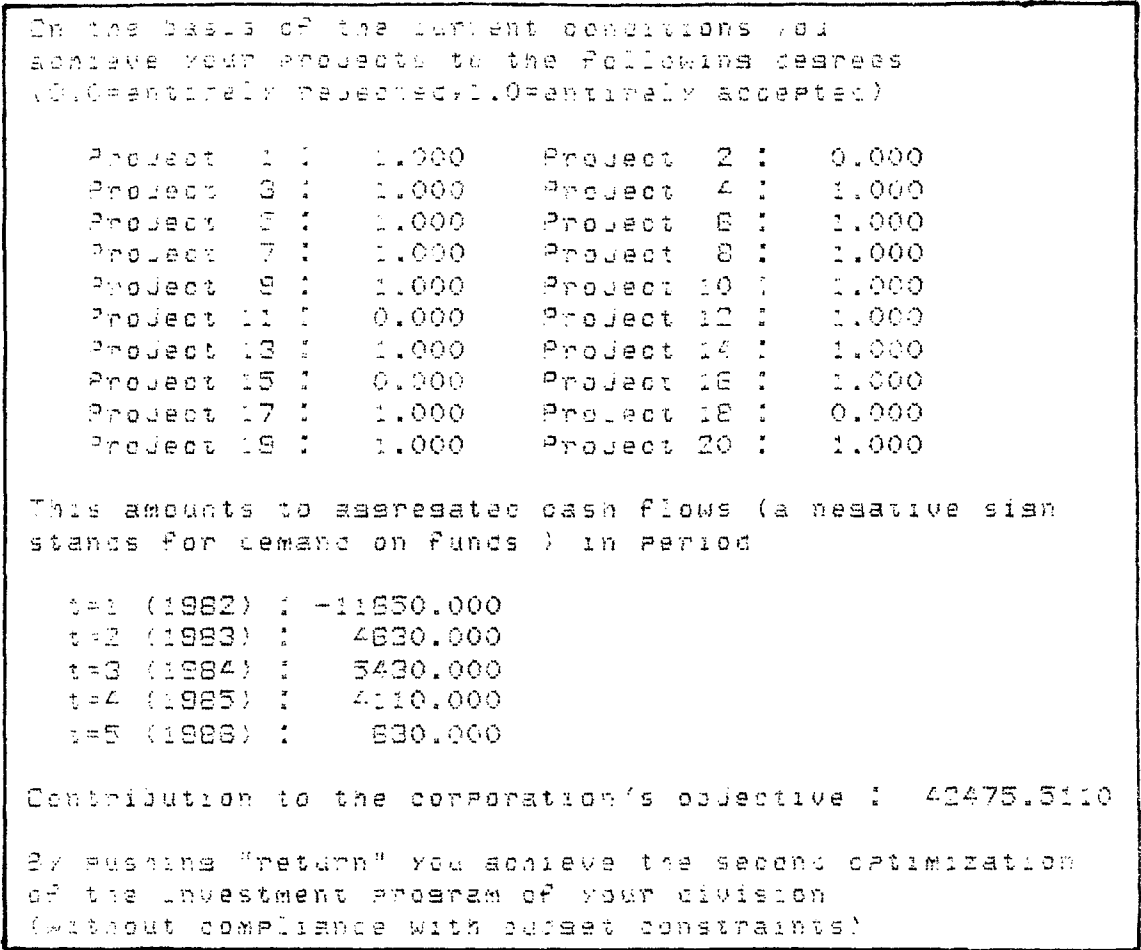 On the basis of the current conditions you
achieve your projects to the following degrees
(0.0=entirely rejected,1.0=entirely accepted)
Project 1 : 1.000 Project 2 : 0.000
Project 3 : 1.000 Project 4 : 1.000
Project 5 : 1.000 Project 6 : 1.000
Project 7 : 1.000 Project 8 : 1.000
Project 9 : 1.000 Project 10 : 1.000
Project 11 : 0.000 Project 12 : 1.000
Project 13 : 1.000 Project 14 : 1.000
Project 15 : 0.000 Project 16 : 1.000
Project 17 : 1.000 Project 18 : 0.000
Project 19 : 1.000 Project 20 : 1.000
This amounts to aggregated cash flows (a negative sign
stands for demand on funds ) in period
t=1 (1982) :
t=2 (1983) :
t=3 (1984) : 5430.000
t=4 (1985) : 4110.000
t=5 (1986) :
Contribution to the corporation's objective : 42475.5110
By pushing "return" you achieve the second optimization
of the investment program of your division
(without compliance with budget constraints)